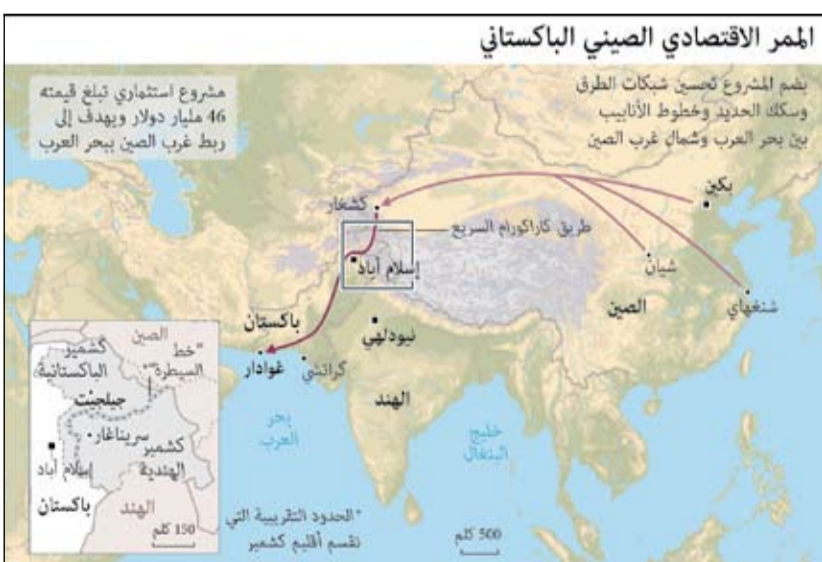 الممر الاقتصادي الصيني الباكستاني
يضم المشروع تحسين شبكات الطرق
وسكك الحديد وخطوط الأنابيب
بين بحر العرب وشمال غرب الصين
مشروع استثماري تبلغ قيمته
46 مليار دولار ويهدف إلى
ربط غرب الصين ببحر العرب
بكين
كشغار
طريق كاراكورام السريع
شيان
إسلام أباد
شنغهاي
الصين
باكستان
نيودلهي
غوادار
كراتشي
الهند
بحر
العرب
خليج
البنغال
الصين
"خط
السيطرة"*
كشمير
الباكستانية
جيلجنت
سريناغار
كشمير
الهندية
إسلام أباد
باكستان
الهند
150 كلم
*الحدود التقريبية التي
تقسم أقليم كشمير
500 كلم